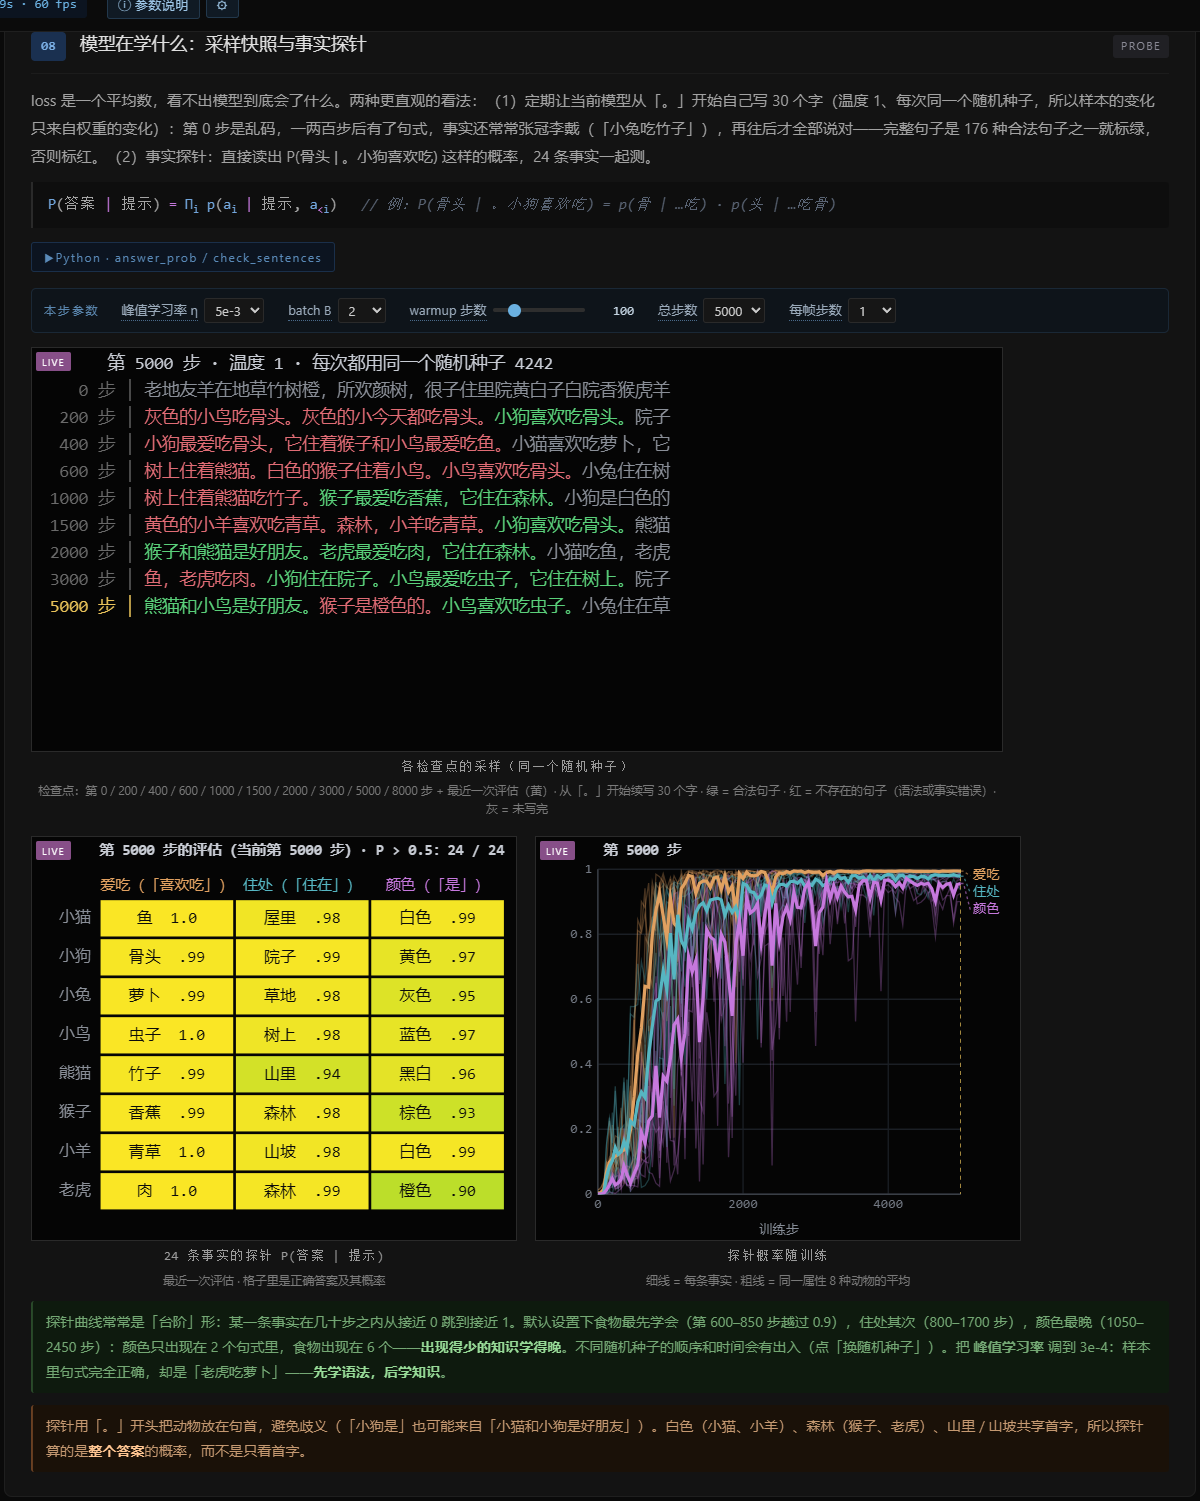 9s · 60 fps
ⓘ 参数说明
⚙
08 模型在学什么：采样快照与事实探针
PROBE
loss 是一个平均数，看不出模型到底会了什么。两种更直观的看法：（1）定期让当前模型从「。」开始自己写 30 个字（温度 1、每次同一个随机种子，所以样本的变化
只来自权重的变化）：第 0 步是乱码，一两百步后有了句式，事实还常常张冠李戴（「小兔吃竹子」），再往后才全部说对——完整句子是 176 种合法句子之一就标绿，
否则标红。（2）事实探针：直接读出 P(骨头 | 。小狗喜欢吃) 这样的概率，24 条事实一起测。
P(答案 | 提示) = Πi p(ai | 提示, a<i) // 例: P(骨头 | 。小狗喜欢吃) = p(骨 | …吃) · p(头 | …吃骨)
▶Python · answer_prob / check_sentences
本步参数 峰值学习率 η 5e-3 batch B 2 warmup 步数 100 总步数 5000 每帧步数 1
LIVE 第 5000 步 · 温度 1 · 每次都用同一个随机种子 4242
0 步 │ 老地友羊在地草竹树橙，所欢颜树，很子住里院黄白子白院香猴虎羊
200 步 │ 灰色的小鸟吃骨头。灰色的小今天都吃骨头。小狗喜欢吃骨头。院子
400 步 │ 小狗最爱吃骨头，它住着猴子和小鸟最爱吃鱼。小猫喜欢吃萝卜，它
600 步 │ 树上住着熊猫。白色的猴子住着小鸟。小鸟喜欢吃骨头。小兔住在树
1000 步 │ 树上住着熊猫吃竹子。猴子最爱吃香蕉，它住在森林。小狗是白色的
1500 步 │ 黄色的小羊喜欢吃青草。森林，小羊吃青草。小狗喜欢吃骨头。熊猫
2000 步 │ 猴子和熊猫是好朋友。老虎最爱吃肉，它住在森林。小猫吃鱼，老虎
3000 步 │ 鱼，老虎吃肉。小狗住在院子。小鸟最爱吃虫子，它住在树上。院子
5000 步 │ 熊猫和小鸟是好朋友。猴子是橙色的。小鸟喜欢吃虫子。小兔住在草
各检查点的采样（同一个随机种子）
检查点：第 0 / 200 / 400 / 600 / 1000 / 1500 / 2000 / 3000 / 5000 / 8000 步 + 最近一次评估（黄）· 从「。」开始续写 30 个字 · 绿 = 合法句子 · 红 = 不存在的句子（语法或事实错误）·
灰 = 未写完
LIVE 第 5000 步的评估 (当前第 5000 步) · P > 0.5: 24 / 24
爱吃（「喜欢吃」） 住处（「住在」） 颜色（「是」）
小猫 鱼 1.0 屋里 .98 白色 .99
小狗 骨头 .99 院子 .99 黄色 .97
小兔 萝卜 .99 草地 .98 灰色 .95
小鸟 虫子 1.0 树上 .98 蓝色 .97
熊猫 竹子 .99 山里 .94 黑白 .96
猴子 香蕉 .99 森林 .98 棕色 .93
小羊 青草 1.0 山坡 .98 白色 .99
老虎 肉 1.0 森林 .99 橙色 .90
24 条事实的探针 P(答案 | 提示)
最近一次评估 · 格子里是正确答案及其概率
LIVE 第 5000 步
1
0.8
0.6
0.4
0.2
0
0 2000 4000
训练步
爱吃
住处
颜色
探针概率随训练
细线 = 每条事实 · 粗线 = 同一属性 8 种动物的平均
探针曲线常常是「台阶」形：某一条事实在几十步之内从接近 0 跳到接近 1。默认设置下食物最先学会（第 600–850 步越过 0.9），住处其次（800–1700 步），颜色最晚（1050–
2450 步）：颜色只出现在 2 个句式里，食物出现在 6 个——出现得少的知识学得晚。不同随机种子的顺序和时间会有出入（点「换随机种子」）。把 峰值学习率 调到 3e-4：样本
里句式完全正确，却是「老虎吃萝卜」——先学语法，后学知识。
探针用「。」开头把动物放在句首，避免歧义（「小狗是」也可能来自「小猫和小狗是好朋友」）。白色（小猫、小羊）、森林（猴子、老虎）、山里 / 山坡共享首字，所以探针
算的是整个答案的概率，而不是只看首字。